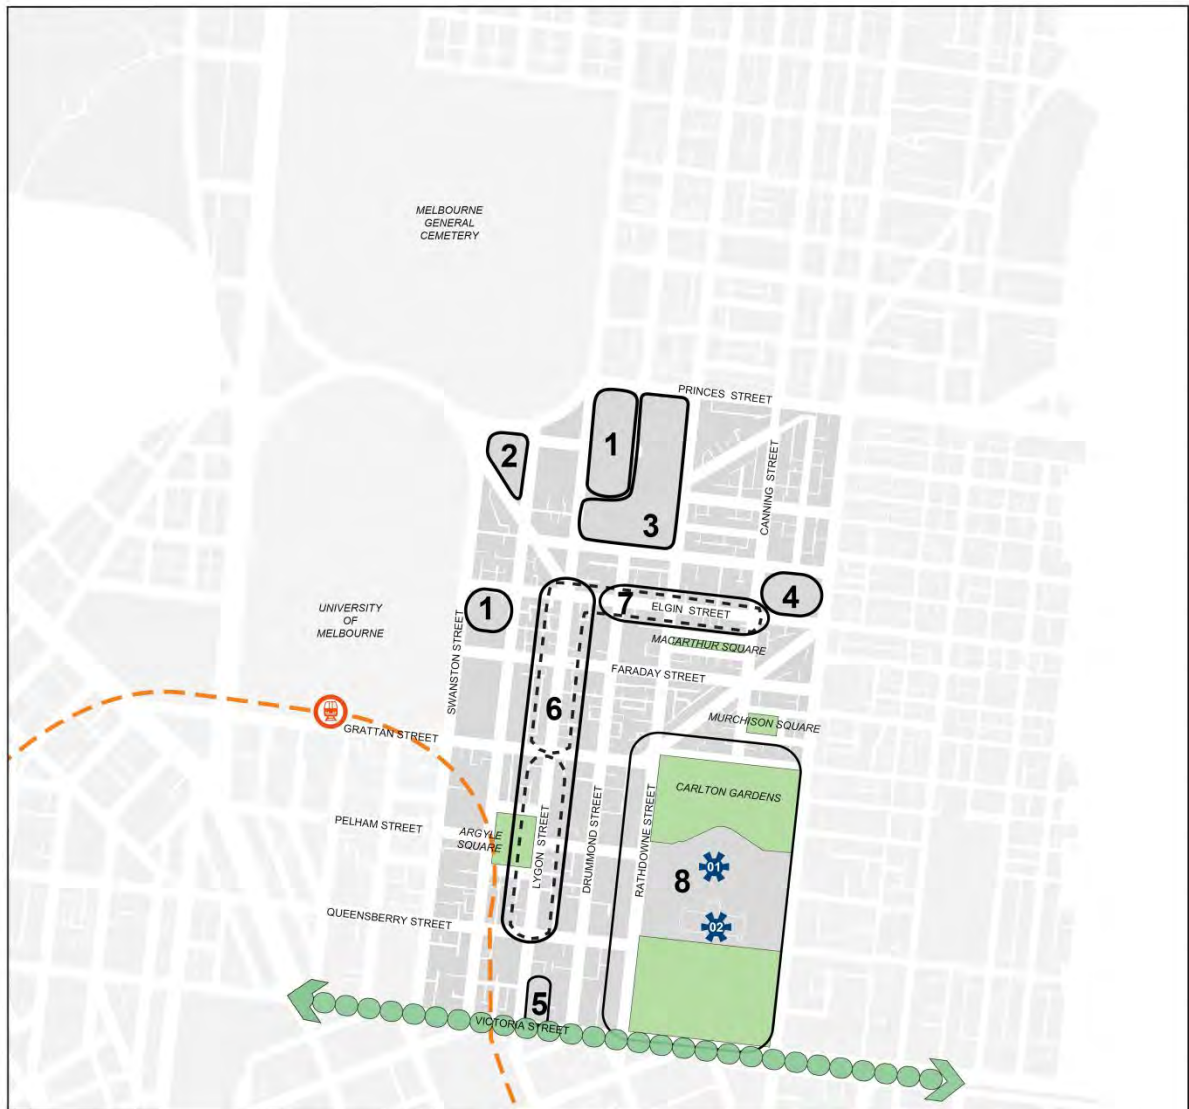 MELBOURNE
GENERAL
CEMETERY
PRINCES STREET
1
2
CANNING STREET
3
4
1
7
ELGIN STREET
UNIVERSITY
OF
MELBOURNE
MACARTHUR SQUARE
SWANSTON STREET
FARADAY STREET
6
MURCHISON SQUARE
GRATTAN STREET
CARLTON GARDENS
PELHAM STREET
ARGYLE
SQUARE
LYGON STREET
DRUMMOND STREET
RATHDOWNE STREET
01
8
02
QUEENSBERRY STREET
5
VICTORIA STREET